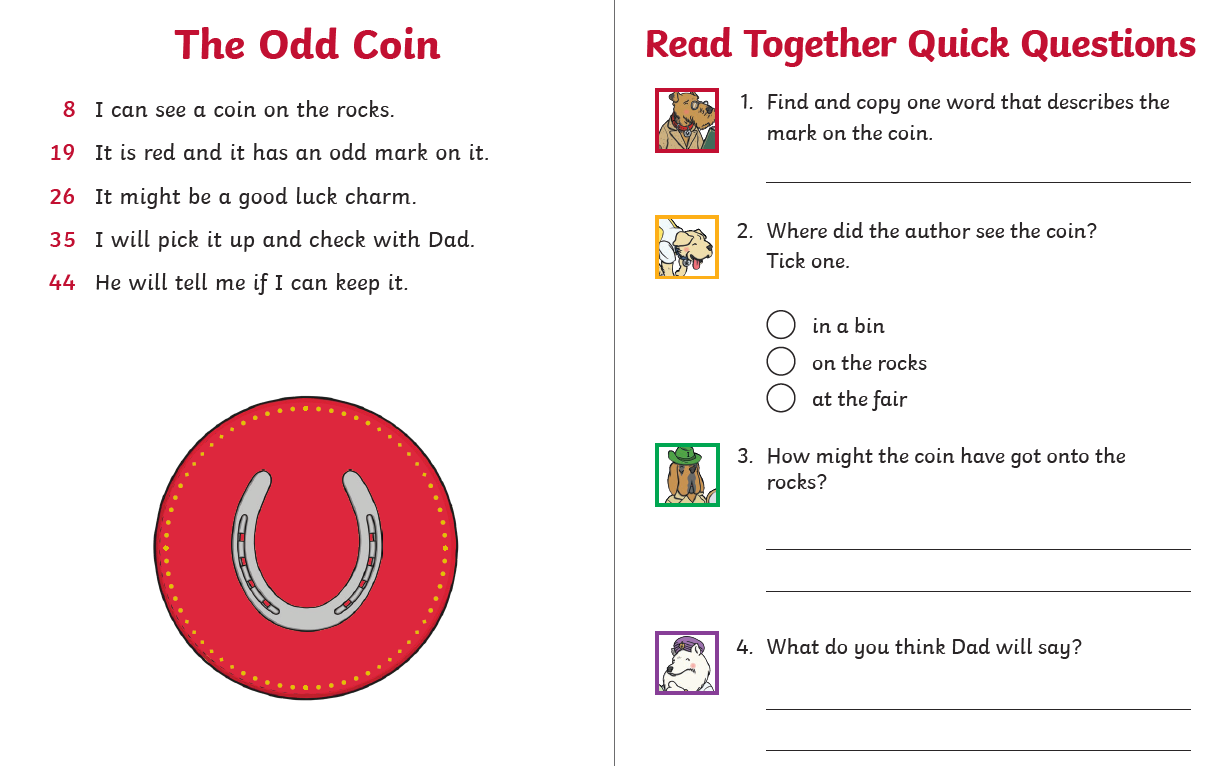 The Odd Coin
8 I can see a coin on the rocks.
19 It is red and it has an odd mark on it.
26 It might be a good luck charm.
35 I will pick it up and check with Dad.
44 He will tell me if I can keep it.
Read Together Quick Questions
1. Find and copy one word that describes the
mark on the coin.
2. Where did the author see the coin?
Tick one.
in a bin
on the rocks
at the fair
3. How might the coin have got onto the
rocks?
4. What do you think Dad will say?